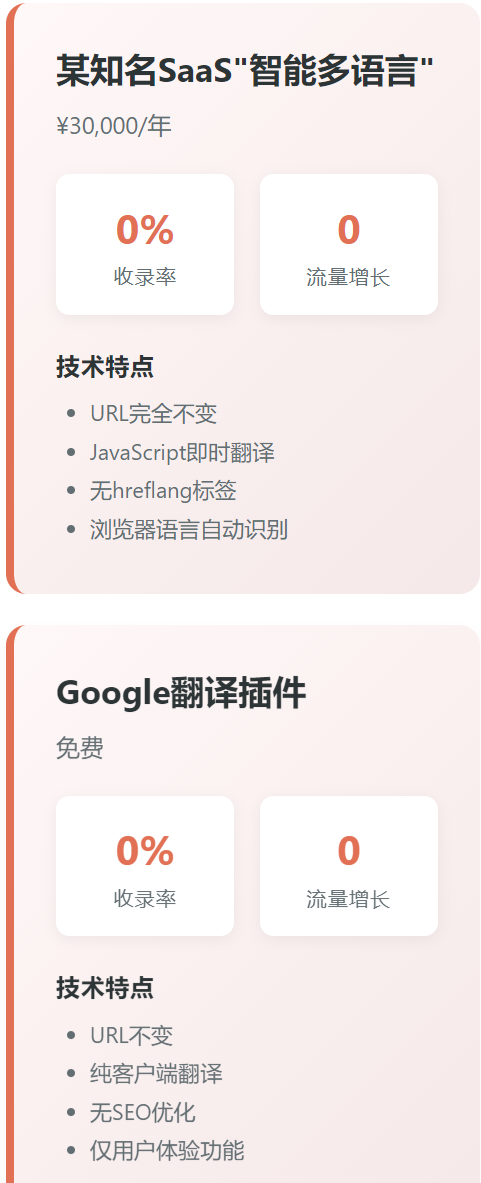 某知名SaaS"智能多语言"
¥30,000/年
0%
收录率
0
流量增长
技术特点
URL完全不变
JavaScript即时翻译
无hreflang标签
浏览器语言自动识别
Google翻译插件
免费
0%
收录率
0
流量增长
技术特点
URL不变
纯客户端翻译
无SEO优化
仅用户体验功能